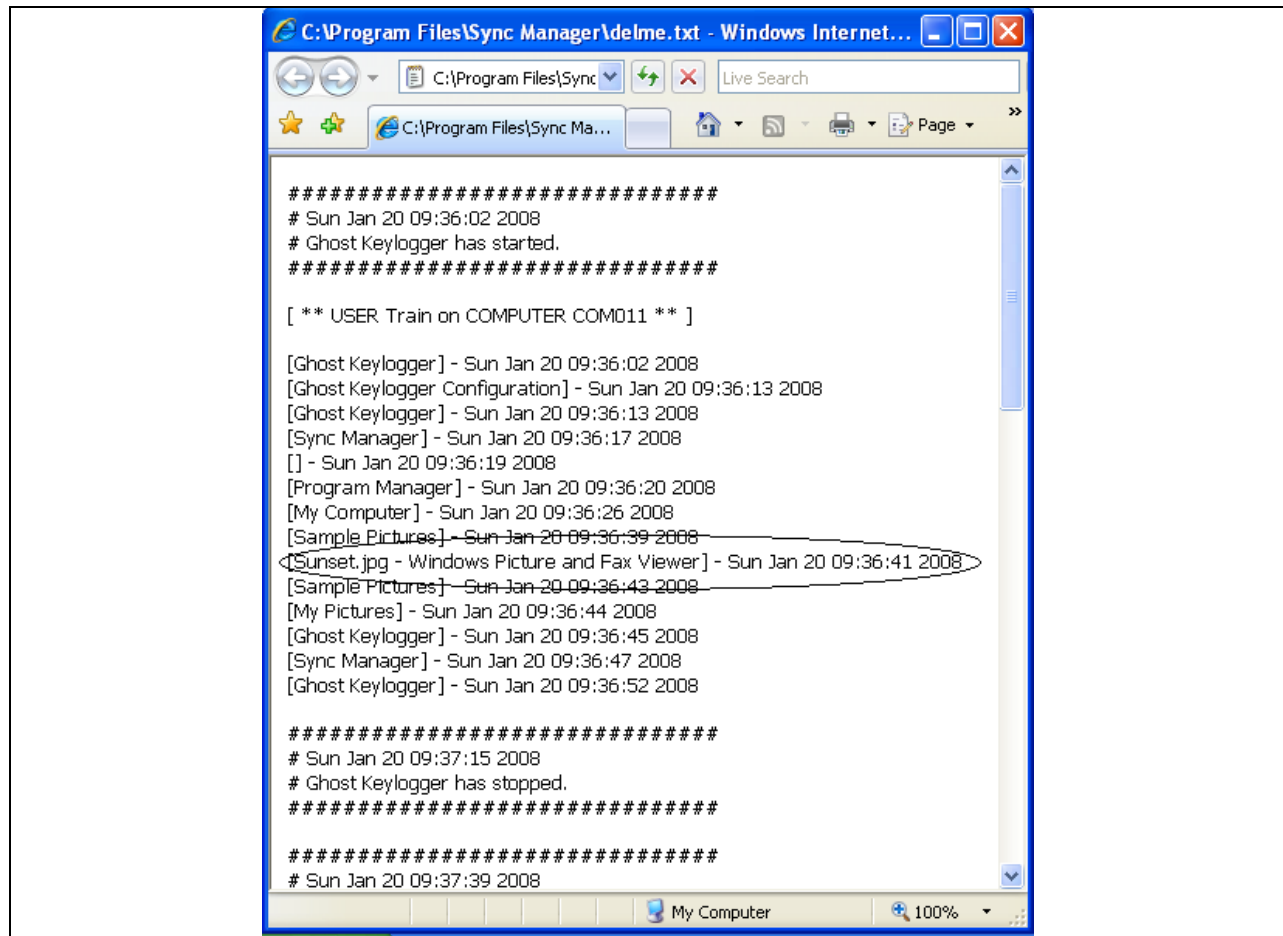 C:\Program Files\Sync Manager\delme.txt - Windows Internet...
C:\Program Files\Sync
Live Search
C:\Program Files\Sync Ma...
Page
»
###############################
# Sun Jan 20 09:36:02 2008
# Ghost Keylogger has started.
###############################
[ ** USER Train on COMPUTER COM011 ** ]
[Ghost Keylogger] - Sun Jan 20 09:36:02 2008
[Ghost Keylogger Configuration] - Sun Jan 20 09:36:13 2008
[Ghost Keylogger] - Sun Jan 20 09:36:13 2008
[Sync Manager] - Sun Jan 20 09:36:17 2008
[] - Sun Jan 20 09:36:19 2008
[Program Manager] - Sun Jan 20 09:36:20 2008
[My Computer] - Sun Jan 20 09:36:26 2008
[Sample Pictures] - Sun Jan 20 09:36:39 2008
[Sunset.jpg - Windows Picture and Fax Viewer] - Sun Jan 20 09:36:41 2008
[Sample Pictures] - Sun Jan 20 09:36:43 2008
[My Pictures] - Sun Jan 20 09:36:44 2008
[Ghost Keylogger] - Sun Jan 20 09:36:45 2008
[Sync Manager] - Sun Jan 20 09:36:47 2008
[Ghost Keylogger] - Sun Jan 20 09:36:52 2008
###############################
# Sun Jan 20 09:37:15 2008
# Ghost Keylogger has stopped.
###############################
###############################
# Sun Jan 20 09:37:39 2008
My Computer
100%